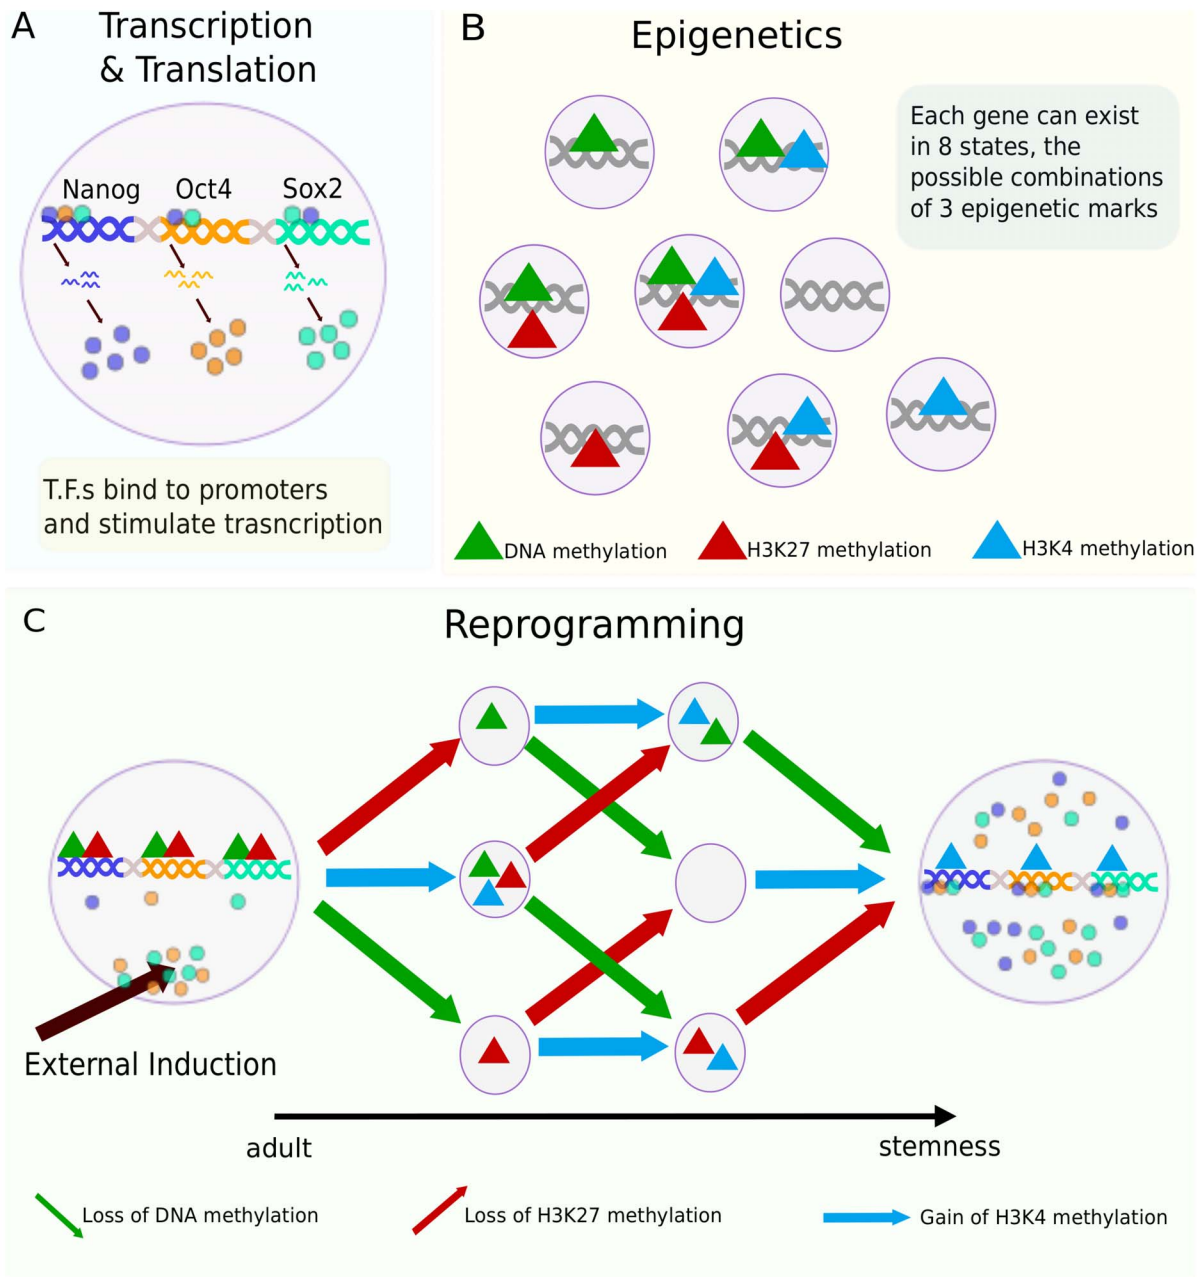 A
Transcription
& Translation
Nanog
Oct4
Sox2
T.F.s bind to promoters
and stimulate trasncription
B
Epigenetics
Each gene can exist
in 8 states, the
possible combinations
of 3 epigenetic marks
DNA methylation
H3K27 methylation
H3K4 methylation
C
Reprogramming
External Induction
adult
stemness
Loss of DNA methylation
Loss of H3K27 methylation
Gain of H3K4 methylation